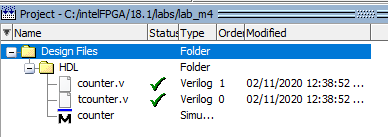 Project - C:/intelFPGA/18.1/labs/lab_m4
Name Status Type Order Modified
Design Files Folder
HDL Folder
counter.v Verilog 1 02/11/2020 12:38:52 ...
tcounter.v Verilog 0 02/11/2020 12:38:52 ...
M counter Simu...